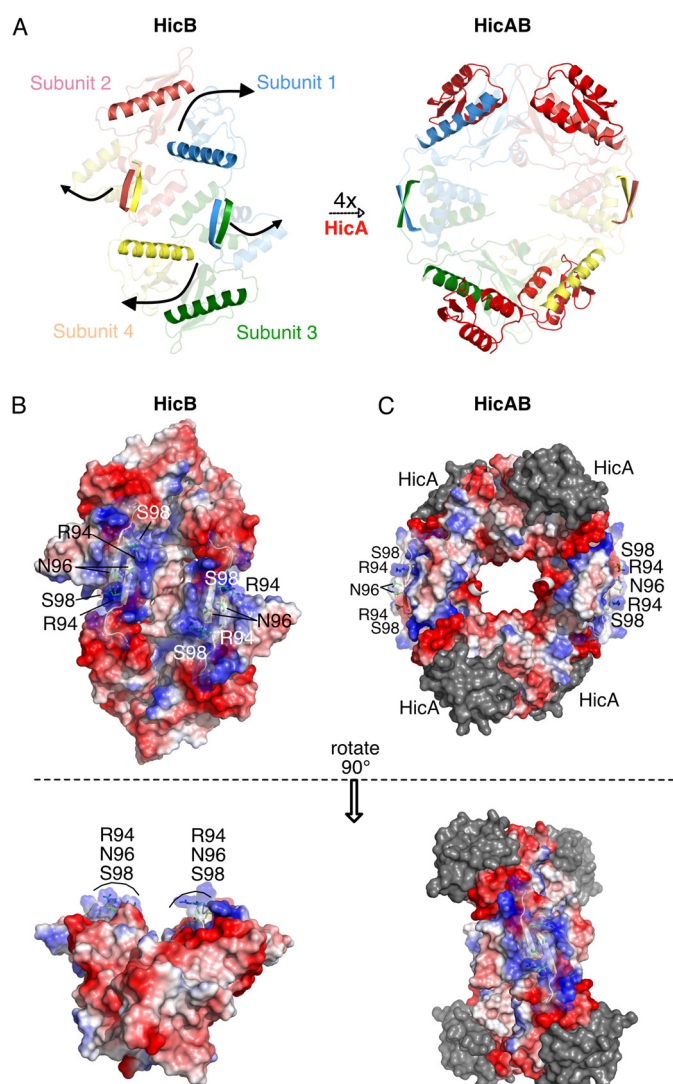 A
HicB
HicAB
Subunit 2
Subunit 1
4x
HicA
Subunit 4
Subunit 3
B
HicB
C
HicAB
HicA
HicA
S98
R94
N96
S98
R94
S98
R94
N96
R94
S98
S98
R94
N96
R94
S98
S98
R94
N96
R94
S98
HicA
HicA
rotate
90°
R94
N96
S98
R94
N96
S98